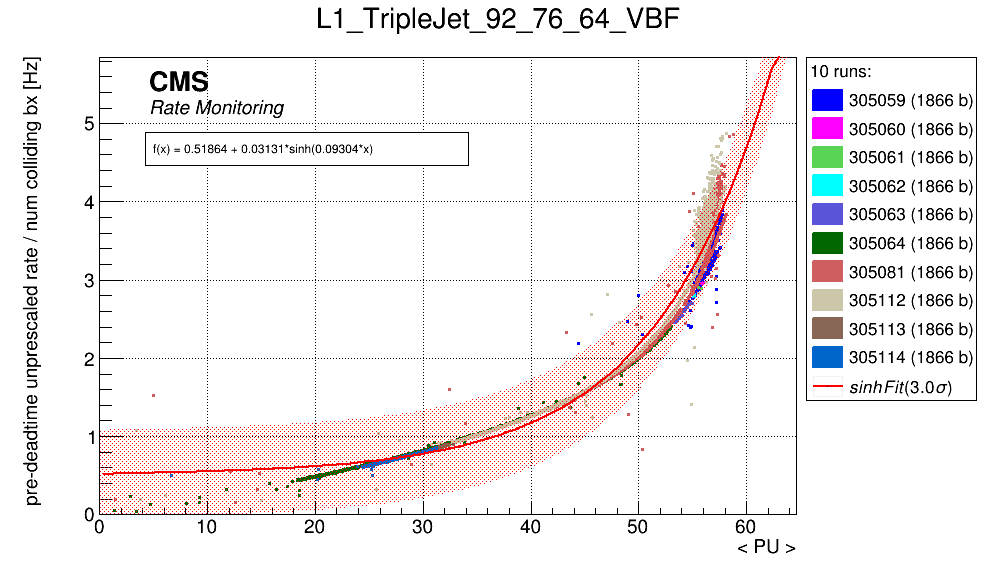 L1_TripleJet_92_76_64_VBF
pre-deadtime unprescaled rate / num colliding bx [Hz]
CMS
Rate Monitoring
f(x) = 0.51864 + 0.03131*sinh(0.09304*x)
5
4
3
2
1
0
0 10 20 30 40 50 60
< PU >
10 runs:
305059 (1866 b)
305060 (1866 b)
305061 (1866 b)
305062 (1866 b)
305063 (1866 b)
305064 (1866 b)
305081 (1866 b)
305112 (1866 b)
305113 (1866 b)
305114 (1866 b)
sinhFit(3.0σ)